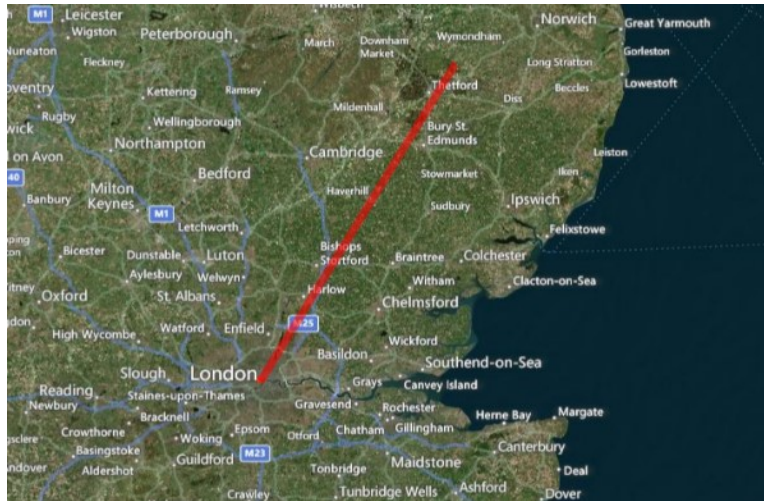 M1
Leicester
Wigston
Peterborough
March
Downham
Market
Wymondham
Norwich
Great Yarmouth
Gorleston
Nuneaton
Fleckney
Long Stratton
Lowestoft
Kettering
Ramsey
Thetford
Beccles
Diss
Mildenhall
Rugby
Wellingborough
Bury St.
Edmunds
Northampton
Cambridge
Leiston
Bedford
Stowmarket
Iken
Haverhill
Banbury
Milton
Keynes
M1
Sudbury
Ipswich
Letchworth
Felixstowe
Bicester
Dunstable
Luton
Bishops
Stortford
Braintree
Colchester
Aylesbury
Welwyn
Witham
Clacton-on-Sea
Oxford
St. Albans
Harlow
Chelmsford
High Wycombe
Watford
Enfield
M25
Wickford
Basildon
Southend-on-Sea
Slough
London
Grays
Canvey Island
Reading
Staines-upon-Thames
Newbury
Bracknell
Gravesend
Rochester
Herne Bay
Margate
Crowthorne
Woking
Epsom
Otford
Chatham
Gillingham
Canterbury
Basingstoke
Aldershot
Guildford
M23
Maidstone
Deal
Tonbridge
Crawley
Tunbridge Wells
Ashford
Dover